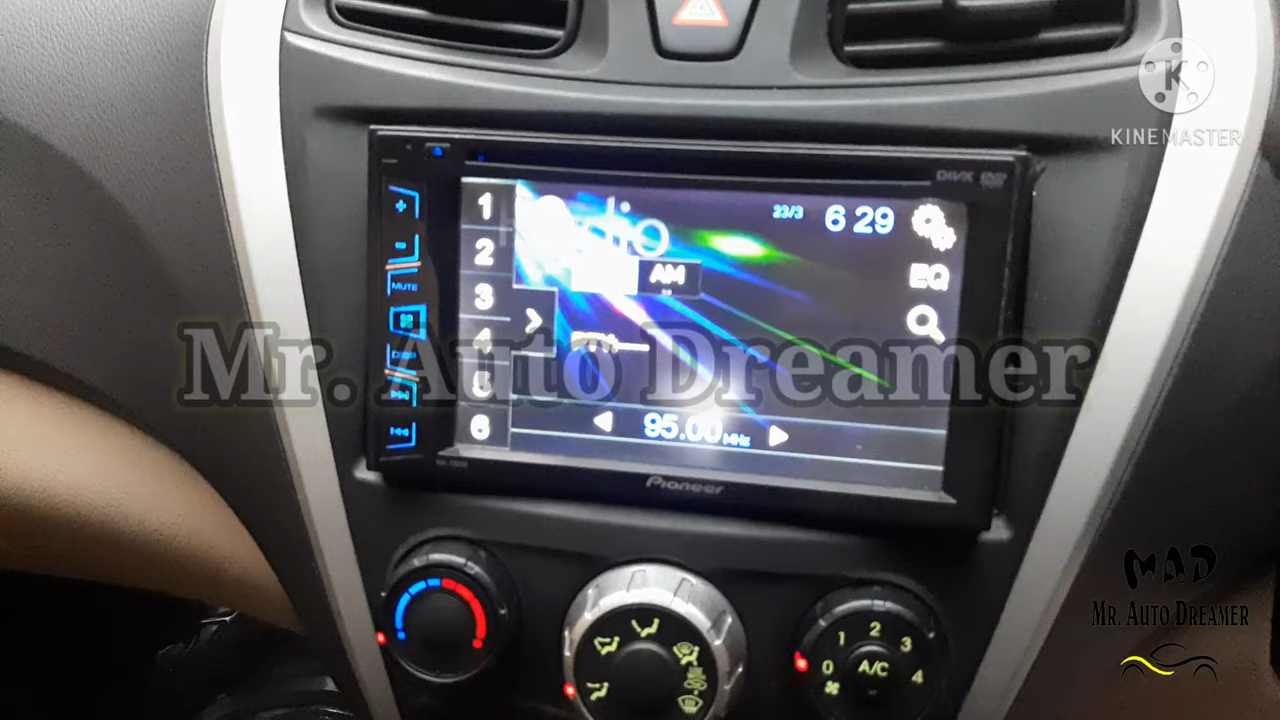 KINEMASTER
DIVX
23/3 6 29
1
AM
2
EQ
MUTE
3
4
DISP
5
6
95.00 MHz
Pioneer
Mr. Auto Dreamer
MAD
Mr. Auto Dreamer
0 1 2 3 4
A/C